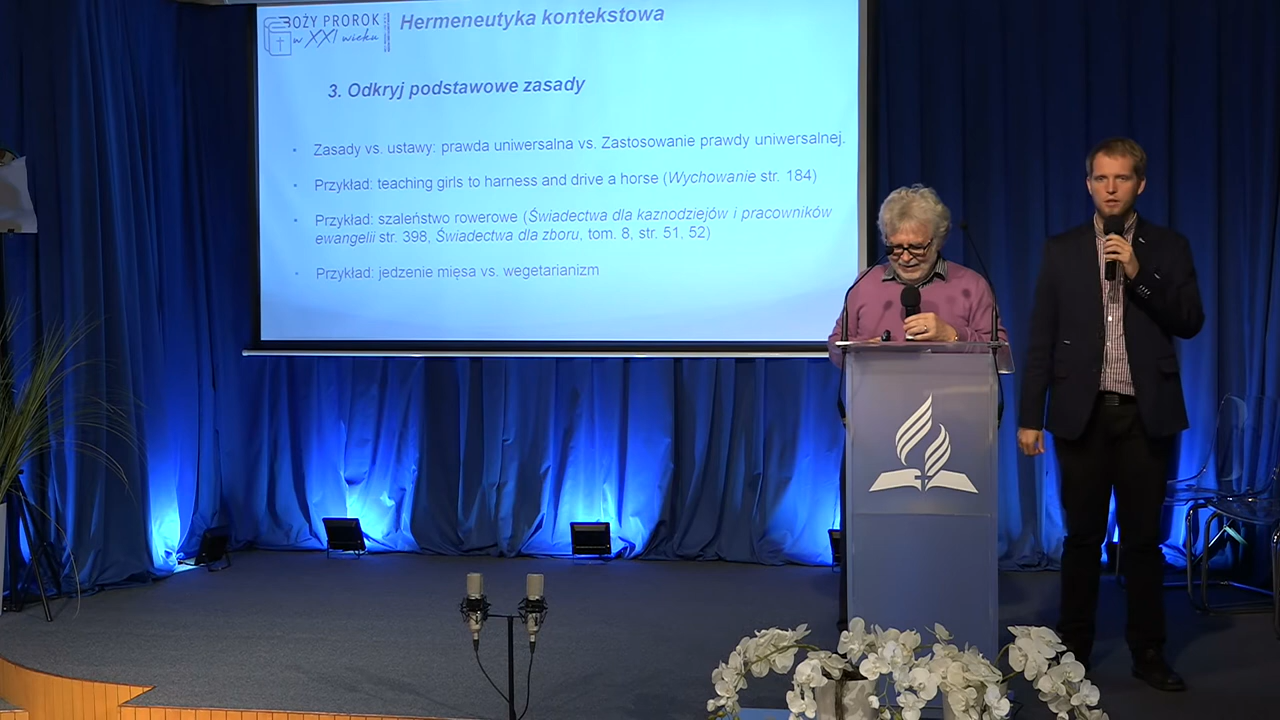 BOŻY PROROK
w XXI wieku
Hermeneutyka kontekstowa
3. Odkryj podstawowe zasady
Zasady vs. ustawy: prawda uniwersalna vs. Zastosowanie prawdy uniwersalnej.
Przykład: teaching girls to harness and drive a horse (Wychowanie str. 184)
Przykład: szaleństwo rowerowe (Świadectwa dla kaznodziejów i pracowników
ewangelii str. 398, Świadectwa dla zboru, tom. 8, str. 51, 52)
Przykład: jedzenie mięsa vs. wegetarianizm